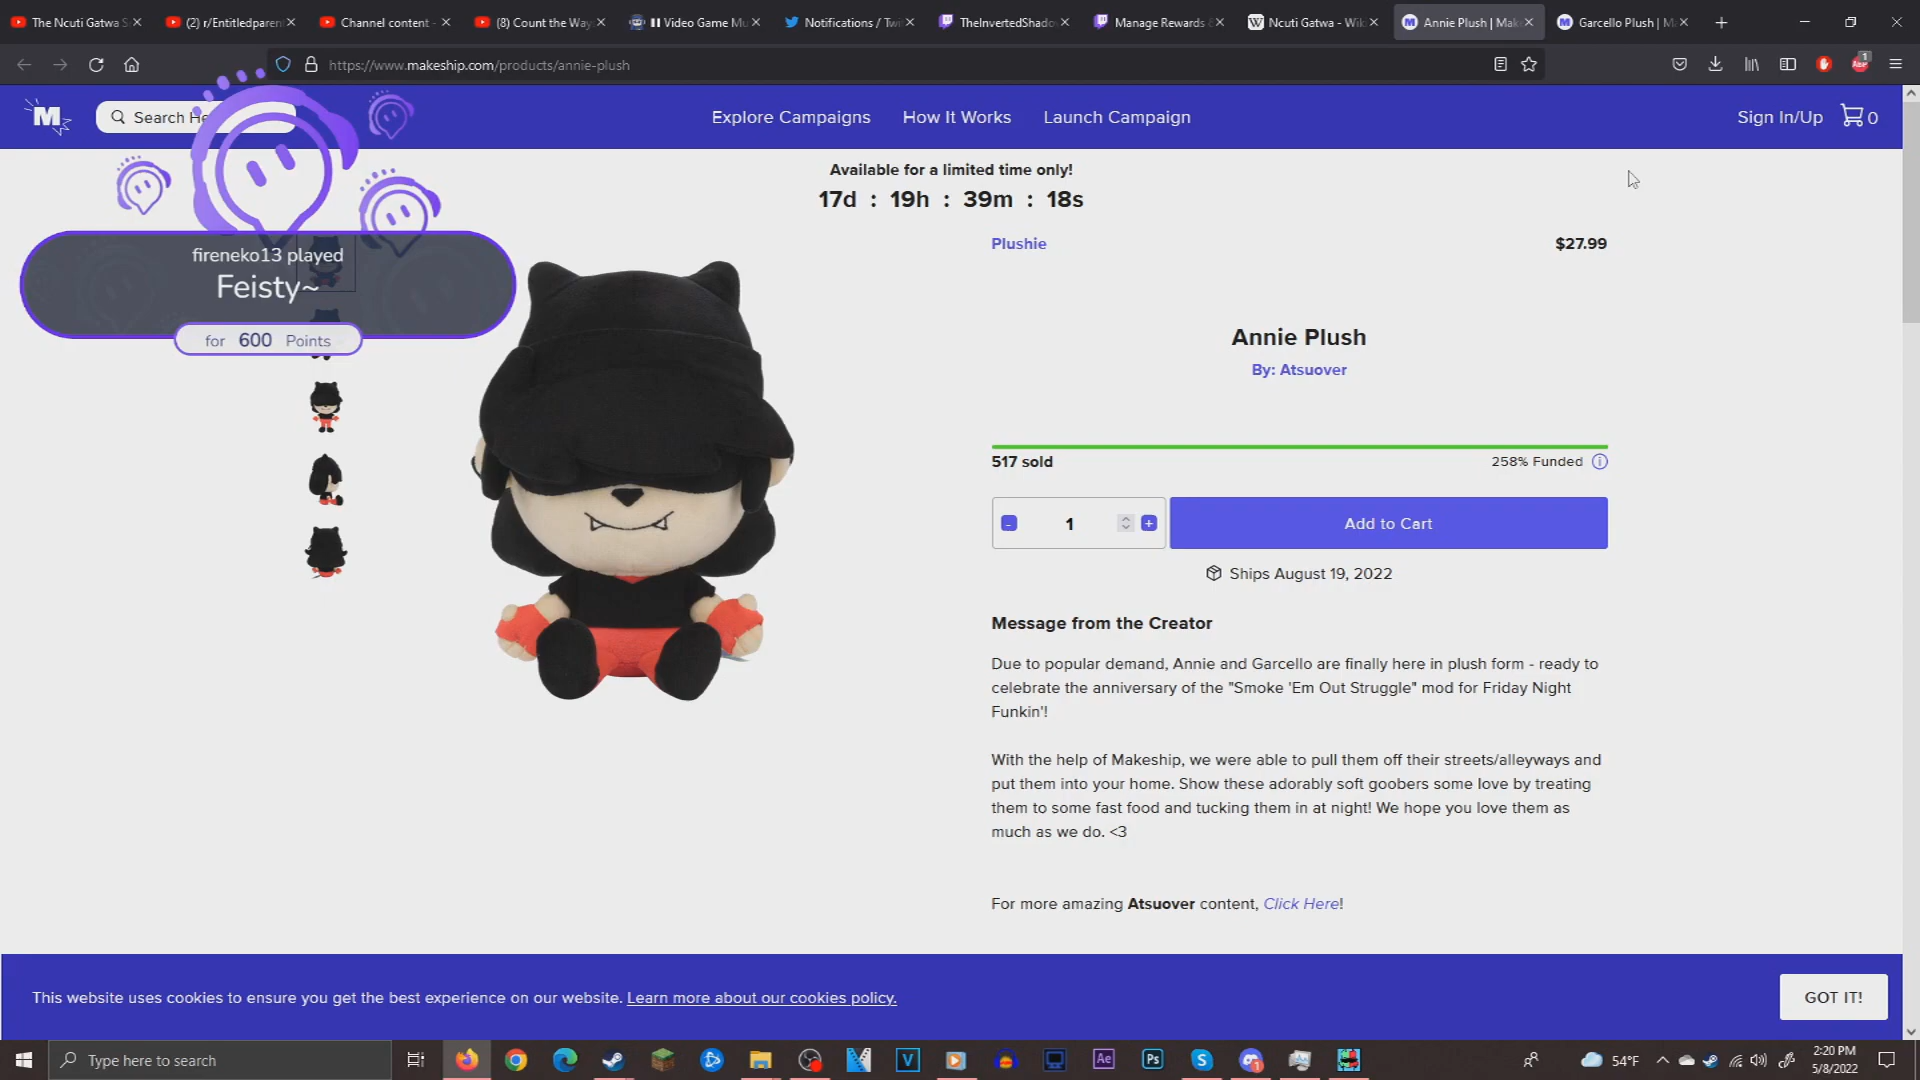 The Ncuti Gatwa S
(2) r/Entitledparen
Channel content -
(8) Count the Way
Video Game Mu
Notifications / Twi
TheInvertedShado
Manage Rewards &
Ncuti Gatwa - Wik
Annie Plush | Mak
Garcello Plush | M
https://www.makeship.com/products/annie-plush
M
Search He
Explore Campaigns
How It Works
Launch Campaign
Sign In/Up
0
Available for a limited time only!
17d : 19h : 39m : 18s
fireneko13 played
Feisty~
for 600 Points
Plushie
$27.99
Annie Plush
By: Atsuover
517 sold
258% Funded
- 1 +
Add to Cart
Ships August 19, 2022
Message from the Creator
Due to popular demand, Annie and Garcello are finally here in plush form - ready to
celebrate the anniversary of the "Smoke 'Em Out Struggle" mod for Friday Night
Funkin'!
With the help of Makeship, we were able to pull them off their streets/alleyways and
put them into your home. Show these adorably soft goobers some love by treating
them to some fast food and tucking them in at night! We hope you love them as
much as we do. <3
For more amazing Atsuover content, Click Here!
This website uses cookies to ensure you get the best experience on our website. Learn more about our cookies policy.
GOT IT!
Type here to search
54°F
2:20 PM
5/8/2022